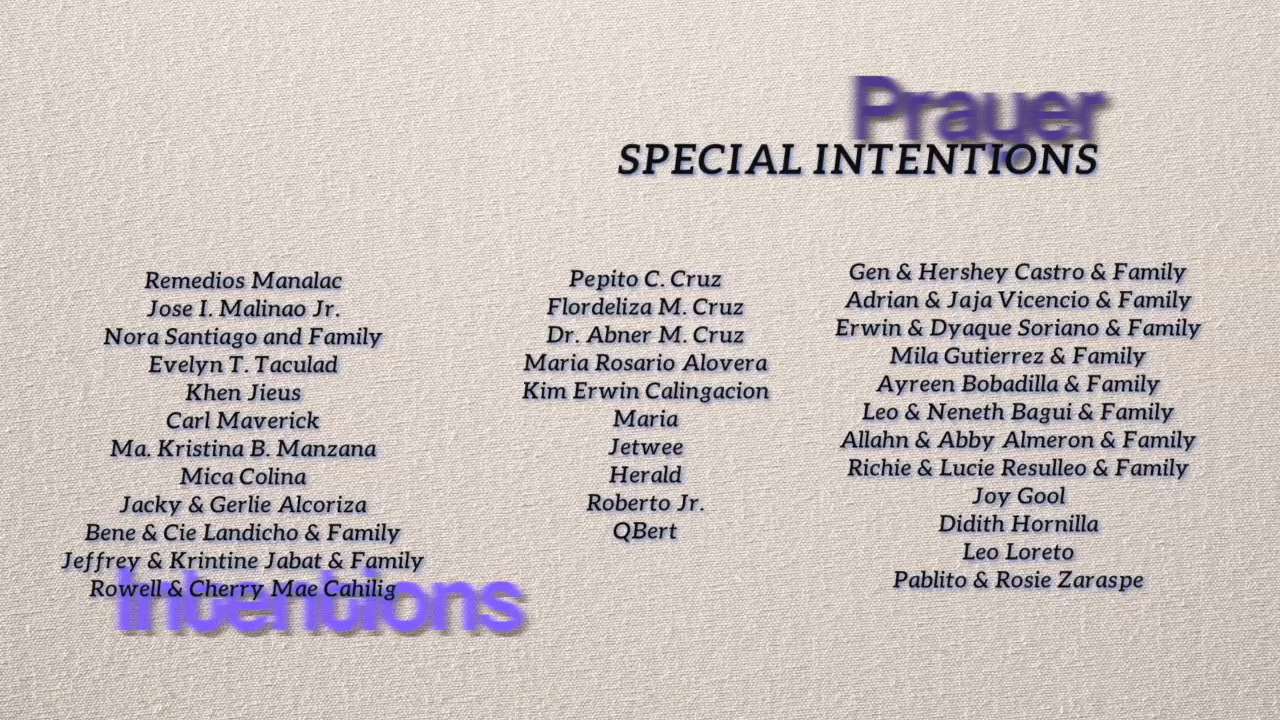 Prayer
SPECIAL INTENTIONS
Remedios Manalac
Jose I. Malinao Jr.
Nora Santiago and Family
Evelyn T. Taculad
Khen Jieus
Carl Maverick
Ma. Kristina B. Manzana
Mica Colina
Jacky & Gerlie Alcoriza
Bene & Cie Landicho & Family
Jeffrey & Krintine Jabat & Family
Rowell & Cherry Mae Cahilig
Intentions
Pepito C. Cruz
Flordeliza M. Cruz
Dr. Abner M. Cruz
Maria Rosario Alovera
Kim Erwin Calingacion
Maria
Jetwee
Herald
Roberto Jr.
QBert
Gen & Hershey Castro & Family
Adrian & Jaja Vicencio & Family
Erwin & Dyaque Soriano & Family
Mila Gutierrez & Family
Ayreen Bobadilla & Family
Leo & Neneth Bagui & Family
Allahn & Abby Almeron & Family
Richie & Lucie Resulleo & Family
Joy Gool
Didith Hornilla
Leo Loreto
Pablito & Rosie Zaraspe